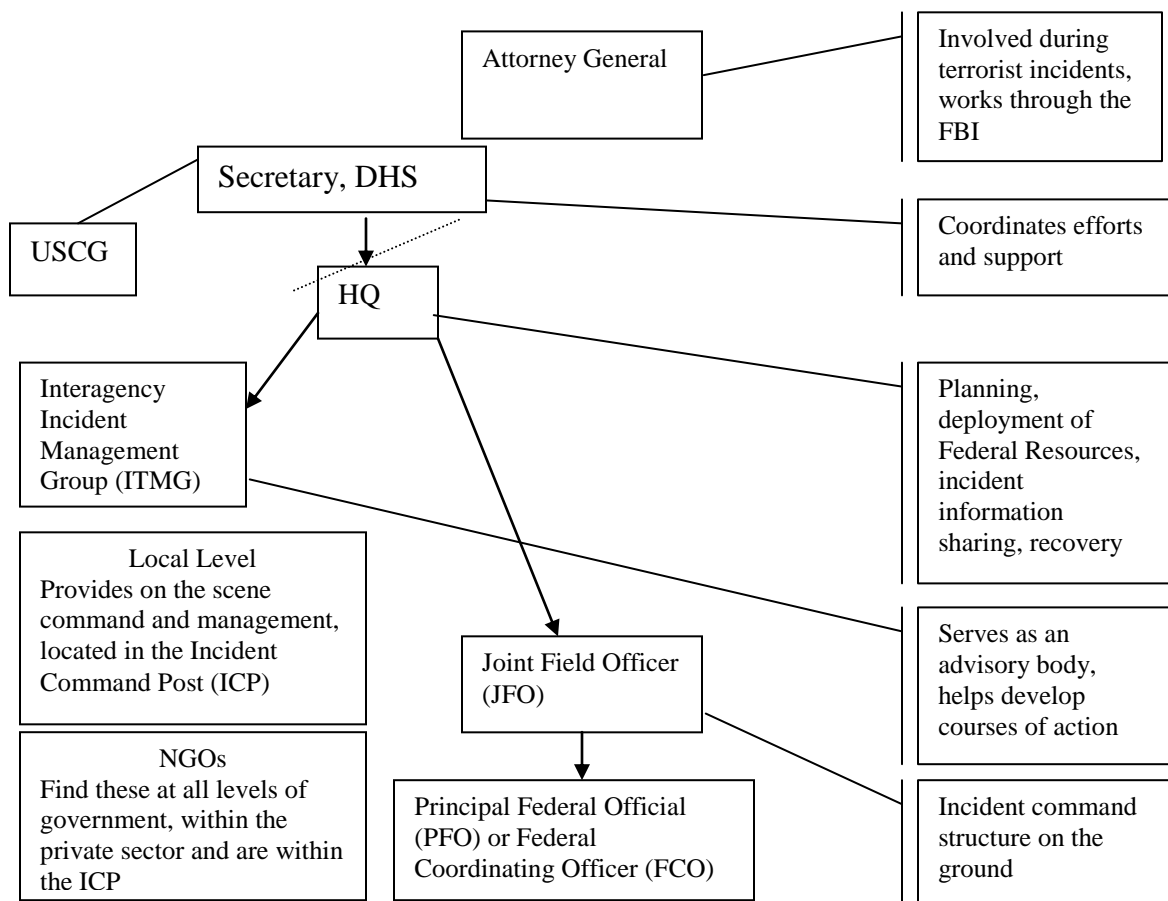 Attorney General
Involved during
terrorist incidents,
works through the
FBI
Secretary, DHS
USCG
Coordinates efforts
and support
HQ
Interagency
Incident
Management
Group (ITMG)
Planning,
deployment of
Federal Resources,
incident
information
sharing, recovery
Local Level
Provides on the scene
command and management,
located in the Incident
Command Post (ICP)
Joint Field Officer
(JFO)
Serves as an
advisory body,
helps develop
courses of action
NGOs
Find these at all levels of
government, within the
private sector and are within
the ICP
Principal Federal Official
(PFO) or Federal
Coordinating Officer (FCO)
Incident command
structure on the
ground